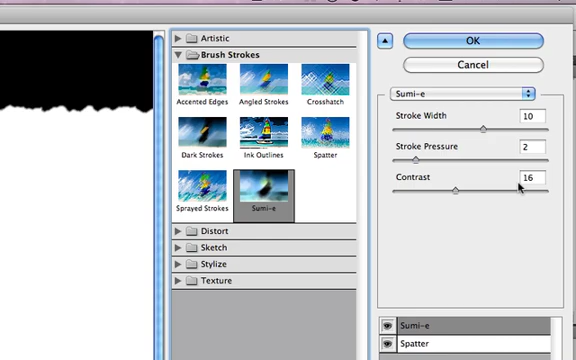 Artistic
Brush Strokes
Accented Edges
Angled Strokes
Crosshatch
Dark Strokes
Ink Outlines
Spatter
Sprayed Strokes
Sumi-e
Distort
Sketch
Stylize
Texture
OK
Cancel
Sumi-e
Stroke Width 10
Stroke Pressure 2
Contrast 16
Sumi-e
Spatter